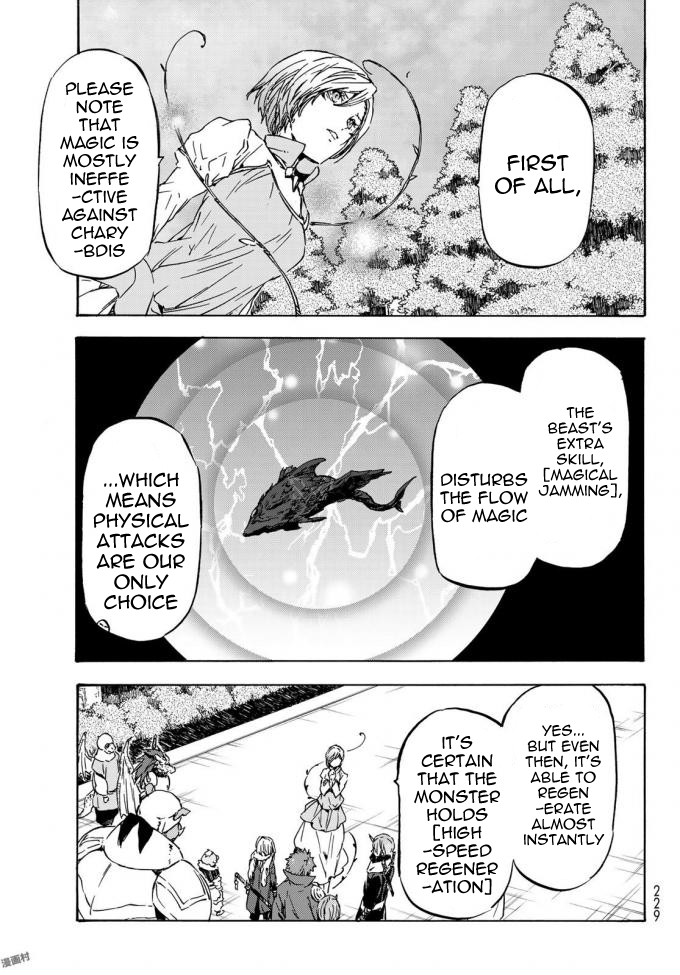 FIRST
OF ALL,
PLEASE
NOTE
THAT
MAGIC IS
MOSTLY
INEFFE
-CTIVE
AGAINST
CHARY
-BDIS
THE
BEAST'S
EXTRA
SKILL,
[MAGICAL
JAMMING],
DISTURBS
THE FLOW
OF MAGIC
...WHICH
MEANS
PHYSICAL
ATTACKS
ARE OUR
ONLY
CHOICE
YES...
BUT EVEN
THEN, IT'S
ABLE TO
REGEN
-ERATE
ALMOST
INSTANTLY
IT'S
CERTAIN
THAT THE
MONSTER
HOLDS
[HIGH
-SPEED
REGENER
-ATION]
229
漫画村